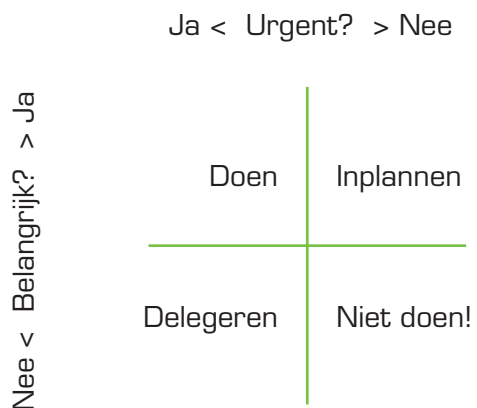 Ja < Urgent? > Nee
Nee < Belangrijk? > Ja
Doen
Inplannen
Delegeren
Niet doen!